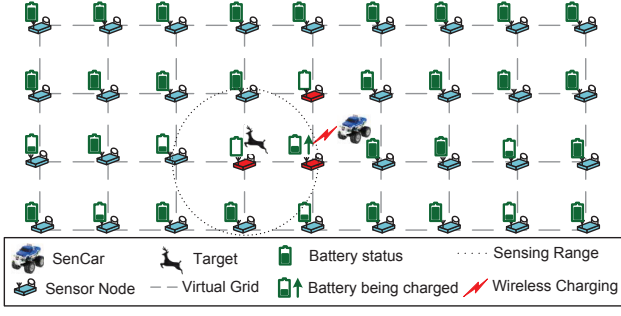 SenCar Target Battery status Sensing Range
Sensor Node Virtual Grid Battery being charged Wireless Charging